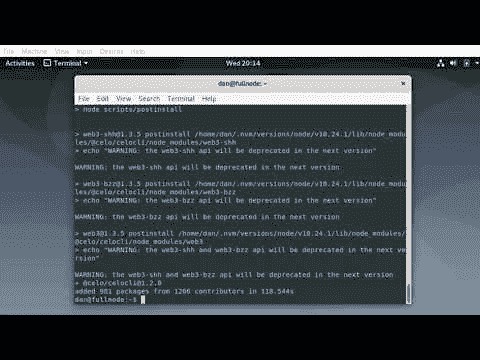 File Machine View Input Devices Help
Activities Terminal Wed 20:14
dan@fullnode: ~
File Edit View Search Terminal Help
> node scripts/postinstall
> web3-shh@1.3.5 postinstall /home/dan/.nvm/versions/node/v10.24.1/lib/node_modu
les/@celo/celocli/node_modules/web3-shh
> echo "WARNING: the web3-shh api will be deprecated in the next version"
WARNING: the web3-shh api will be deprecated in the next version
> web3-bzz@1.3.5 postinstall /home/dan/.nvm/versions/node/v10.24.1/lib/node_modu
les/@celo/celocli/node_modules/web3-bzz
> echo "WARNING: the web3-bzz api will be deprecated in the next version"
WARNING: the web3-bzz api will be deprecated in the next version
> web3@1.3.5 postinstall /home/dan/.nvm/versions/node/v10.24.1/lib/node_modules/
@celo/celocli/node_modules/web3
> echo "WARNING: the web3-shh and web3-bzz api will be deprecated in the next ve
rsion"
WARNING: the web3-shh and web3-bzz api will be deprecated in the next version
+ @celo/celocli@1.2.0
added 981 packages from 1206 contributors in 118.544s
dan@fullnode:~$